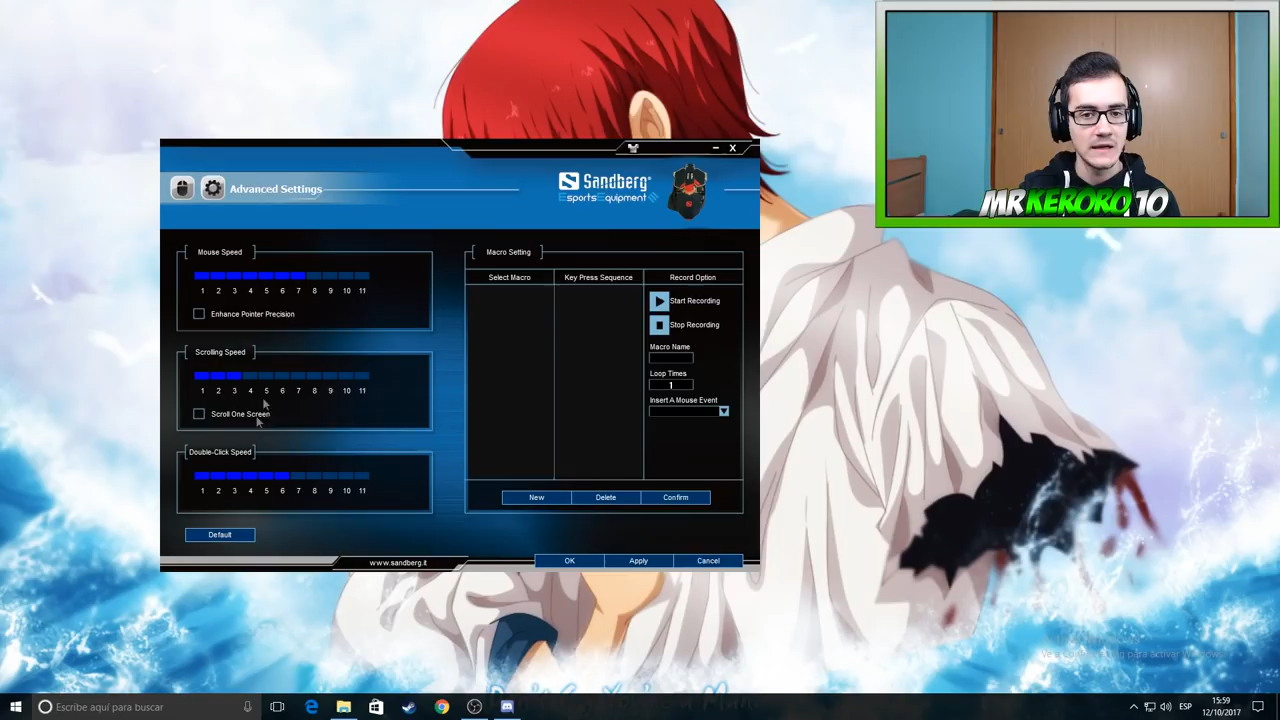 MRKERORO10
Advanced Settings
Sandberg®
EsportsEquipment
Mouse Speed
1 2 3 4 5 6 7 8 9 10 11
Enhance Pointer Precision
Scrolling Speed
1 2 3 4 5 6 7 8 9 10 11
Scroll One Screen
Double-Click Speed
1 2 3 4 5 6 7 8 9 10 11
Default
Macro Setting
Select Macro
Key Press Sequence
Record Option
Start Recording
Stop Recording
Macro Name
Loop Times
1
Insert A Mouse Event
New
Delete
Confirm
www.sandberg.it
OK
Apply
Cancel
Escribe aquí para buscar
ESP
15:59
12/10/2017